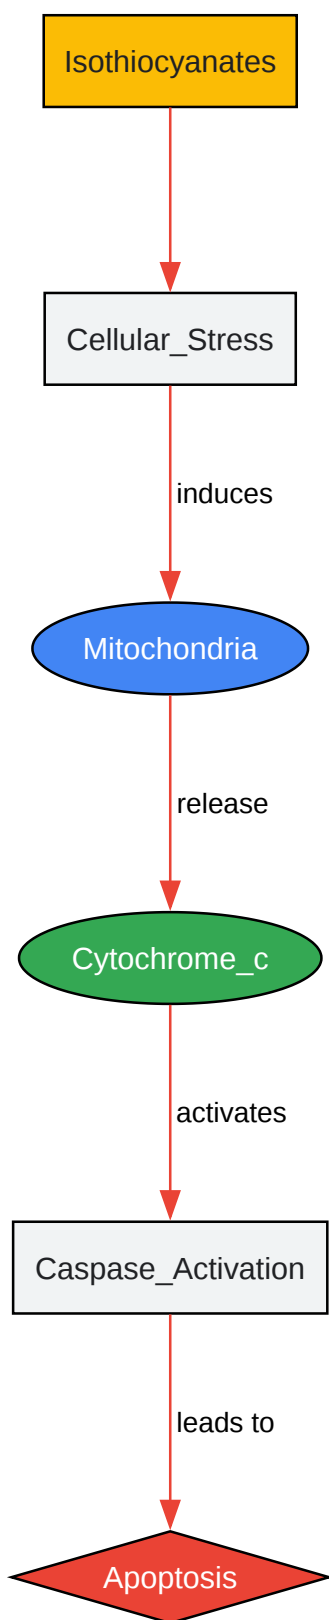 Isothiocyanates
Cellular_Stress
induces
Mitochondria
release
Cytochrome_c
activates
Caspase_Activation
leads to
Apoptosis